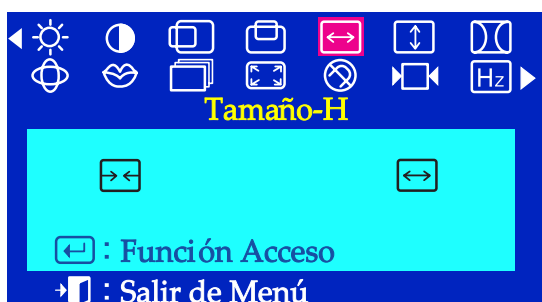 Hz
Tamaño-H
: Función Acceso
: Salir de Menú